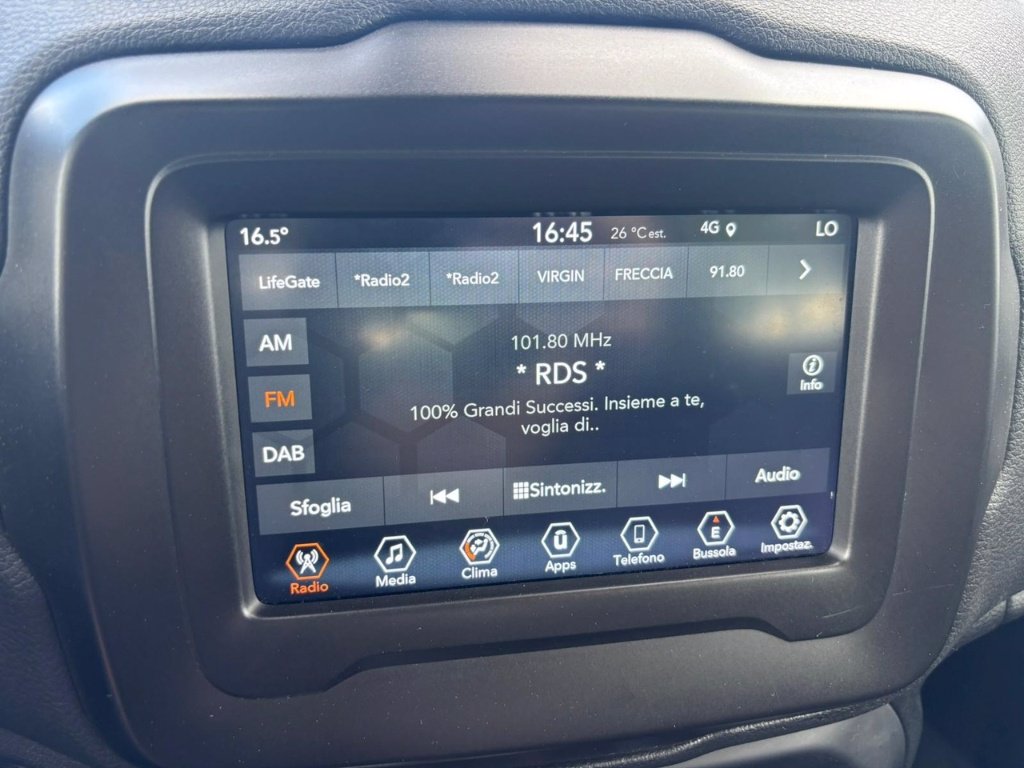 16.5° 16:45 26 °C est. 4G LO
LifeGate *Radio2 *Radio2 VIRGIN FRECCIA 91.80
AM
101.80 MHz
* RDS *
Info
FM
100% Grandi Successi. Insieme a te,
voglia di..
DAB
Sfoglia Sintonizz. Audio
E
Radio Media Clima Apps Telefono Bussola Impostaz.